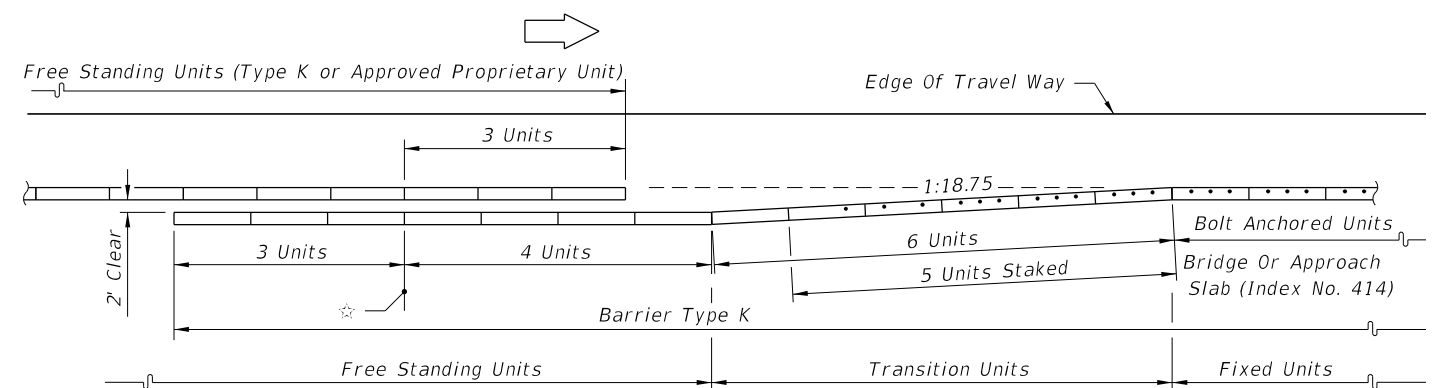 Free Standing Units (Type K or Approved Proprietary Unit)
Edge Of Travel Way
3 Units
1:18.75
2' Clear
3 Units
4 Units
6 Units
5 Units Staked
Bolt Anchored Units
Bridge Or Approach
Slab (Index No. 414)
☆
Barrier Type K
Free Standing Units
Transition Units
Fixed Units